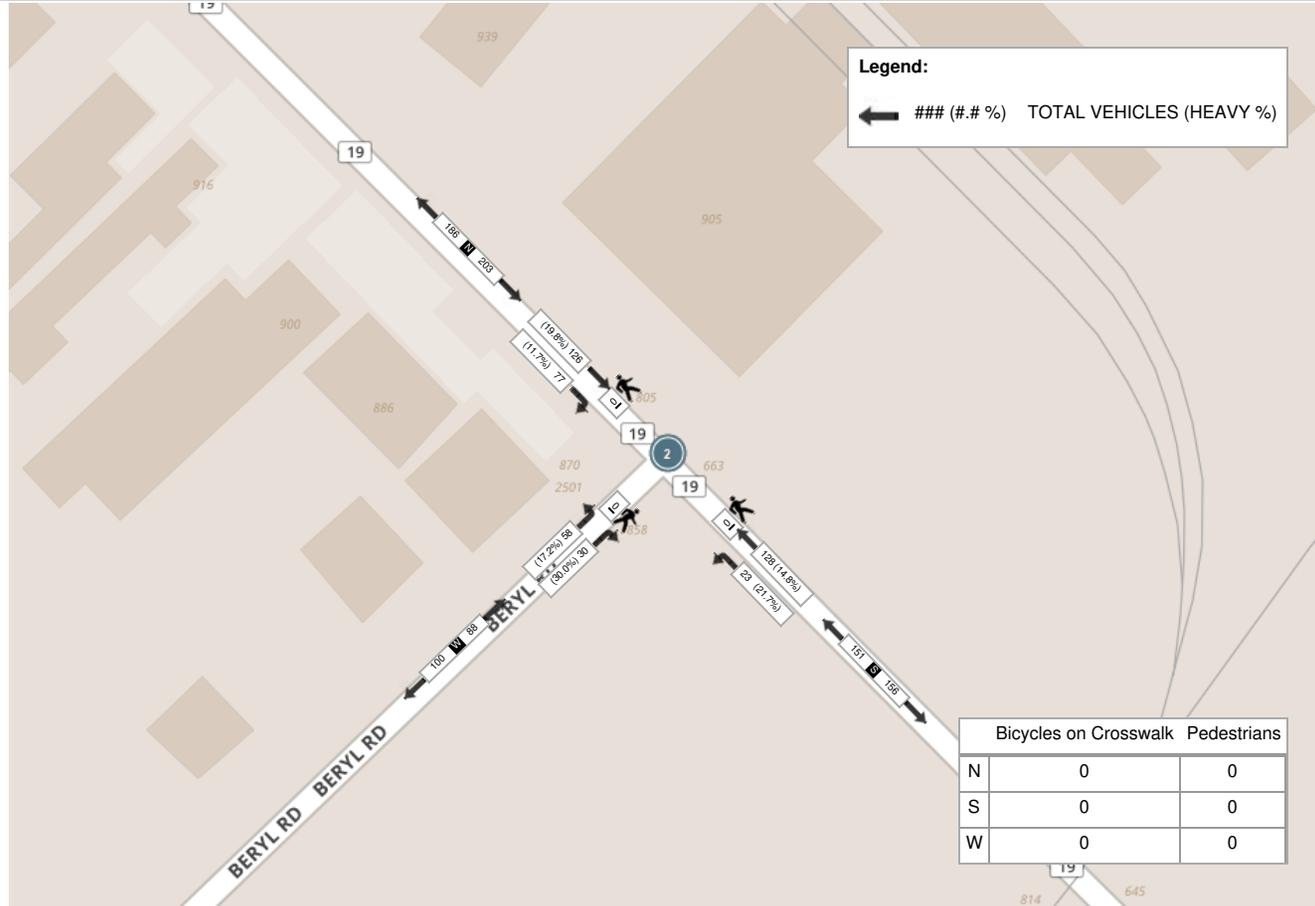 19
939
Legend:
### (#.# %) TOTAL VEHICLES (HEAVY %)
19
916
905
186 N 203
900
(19.8%) 126
(11.7%) 77
0
805
886
19
2
870
663
2501
19
0
858
0
(17.2%) 58
(30.0%) 30
128 (14.8%)
23 (21.7%)
BERYL
100 W 88
151 S 156
BERYL RD
BERYL RD
Bicycles on Crosswalk Pedestrians
N 0 0
S 0 0
W 0 0
19
814
645